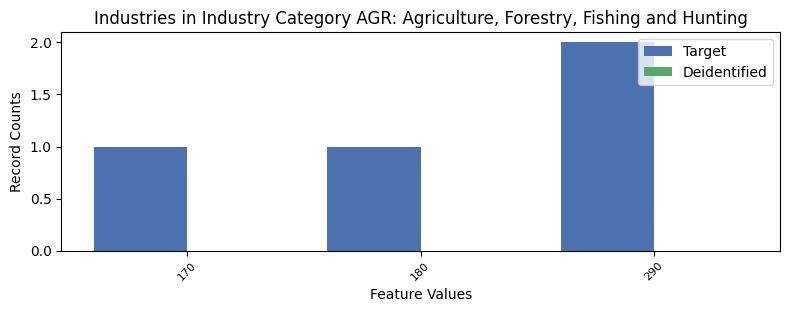 Industries in Industry Category AGR: Agriculture, Forestry, Fishing and Hunting
Target
Deidentified
Record Counts
2.0
1.5
1.0
0.5
0.0
170
180
290
Feature Values